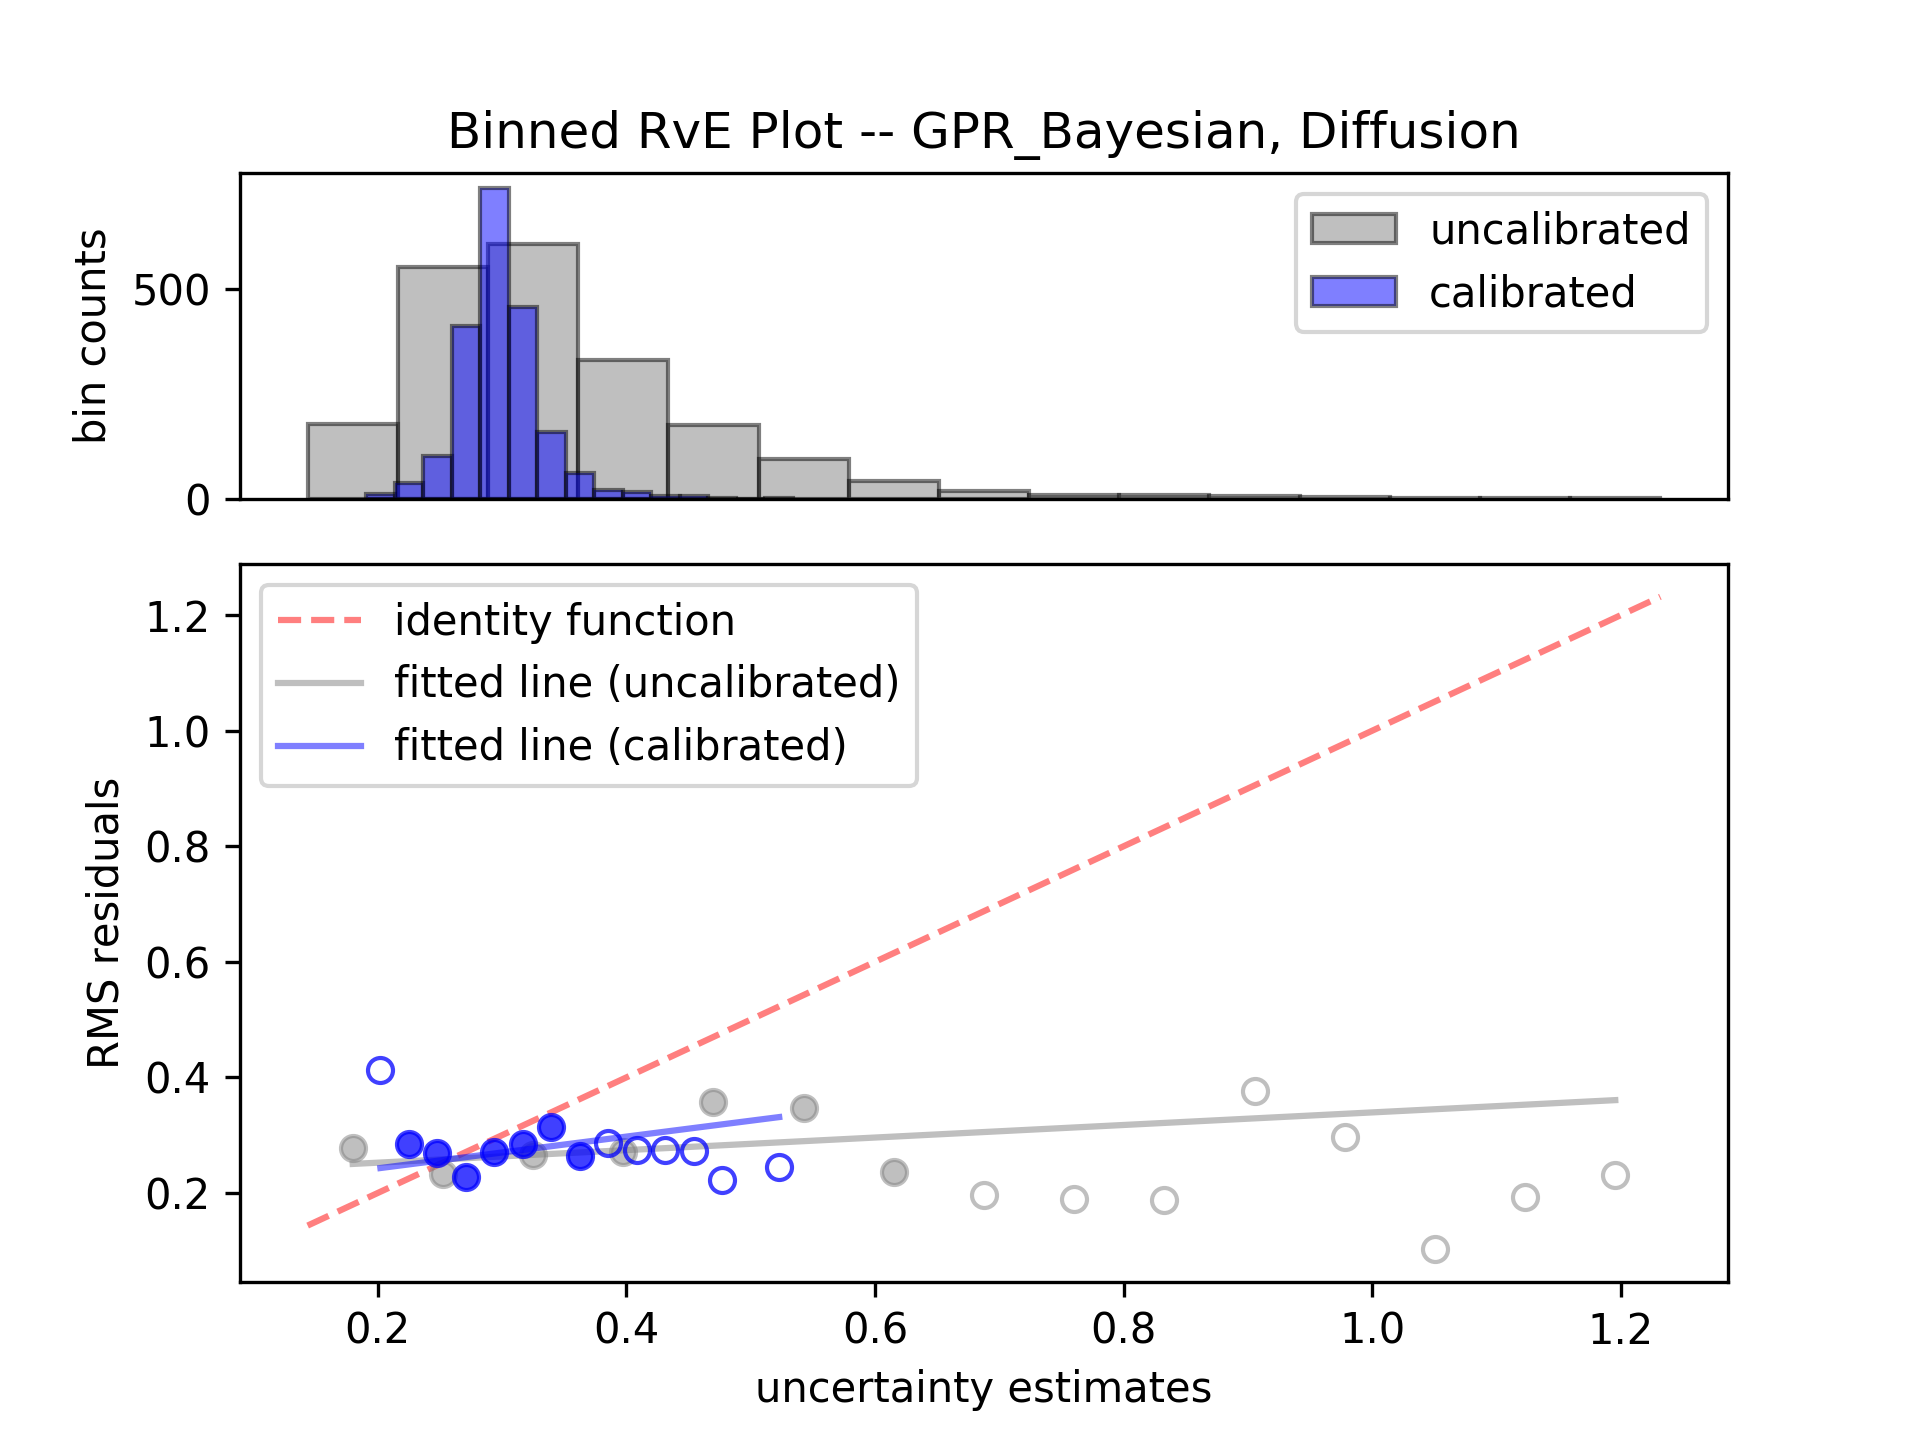 Binned RvE Plot -- GPR_Bayesian, Diffusion
bin counts
500
0
uncalibrated
calibrated
RMS residuals
1.2
1.0
0.8
0.6
0.4
0.2
identity function
fitted line (uncalibrated)
fitted line (calibrated)
0.2 0.4 0.6 0.8 1.0 1.2
uncertainty estimates